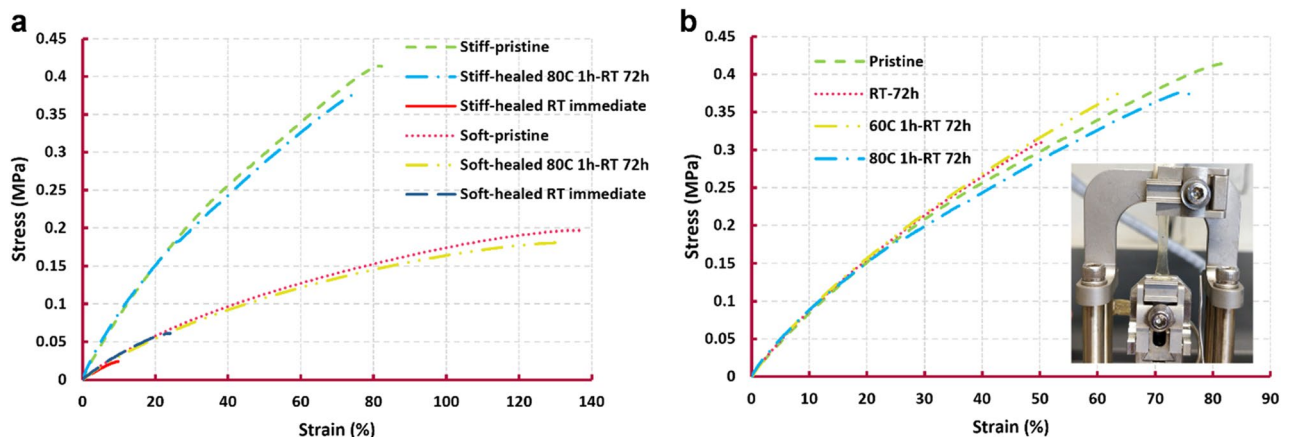 a
0.45
0.4
0.35
0.3
0.25
0.2
0.15
0.1
0.05
0
Stress (MPa)
0 20 40 60 80 100 120 140
Strain (%)
Stiff-pristine
Stiff-healed 80C 1h-RT 72h
Stiff-healed RT immediate
Soft-pristine
Soft-healed 80C 1h-RT 72h
Soft-healed RT immediate
b
0.45
0.4
0.35
0.3
0.25
0.2
0.15
0.1
0.05
0
Stress (MPa)
0 10 20 30 40 50 60 70 80 90
Strain (%)
Pristine
RT-72h
60C 1h-RT 72h
80C 1h-RT 72h